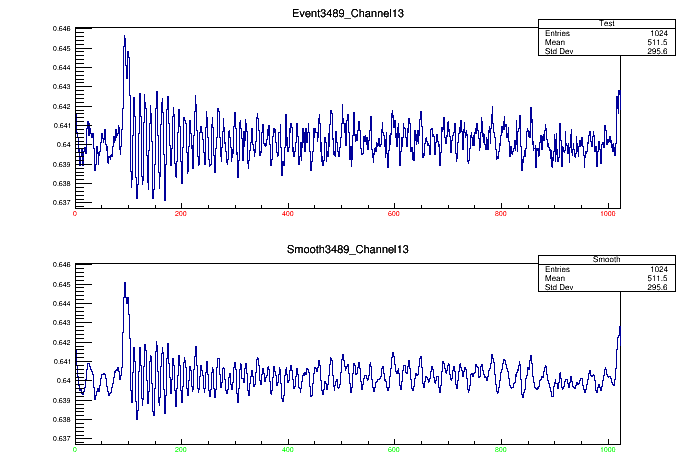 Event3489_Channel13
Test
Entries 1024
Mean 511.5
Std Dev 295.6
0.646
0.645
0.644
0.643
0.642
0.641
0.64
0.639
0.638
0.637
0 200 400 600 800 1000
Smooth3489_Channel13
Smooth
Entries 1024
Mean 511.5
Std Dev 295.6
0.646
0.645
0.644
0.643
0.642
0.641
0.64
0.639
0.638
0.637
0 200 400 600 800 1000